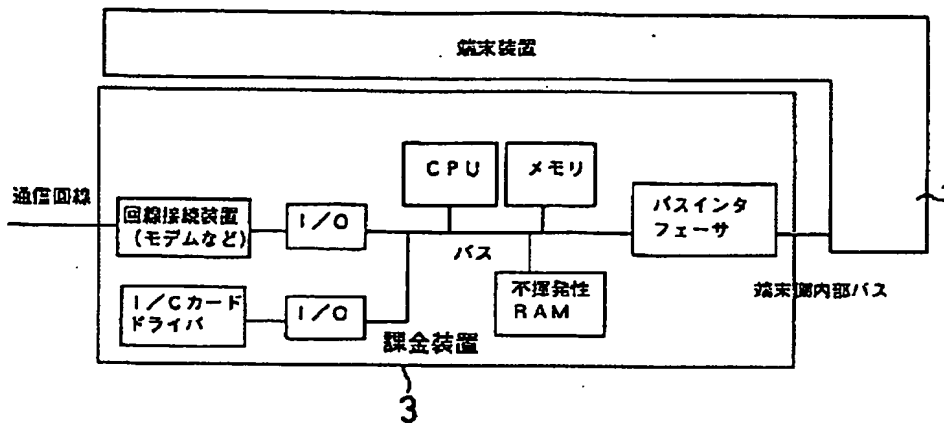 端末装置
CPU
メモリ
通信回線
回線接続装置
(モデムなど)
I/O
バスインタ
フェーサ
バス
I/Cカード
ドライバ
I/O
不揮発性
RAM
端末側内部バス
課金装置
3